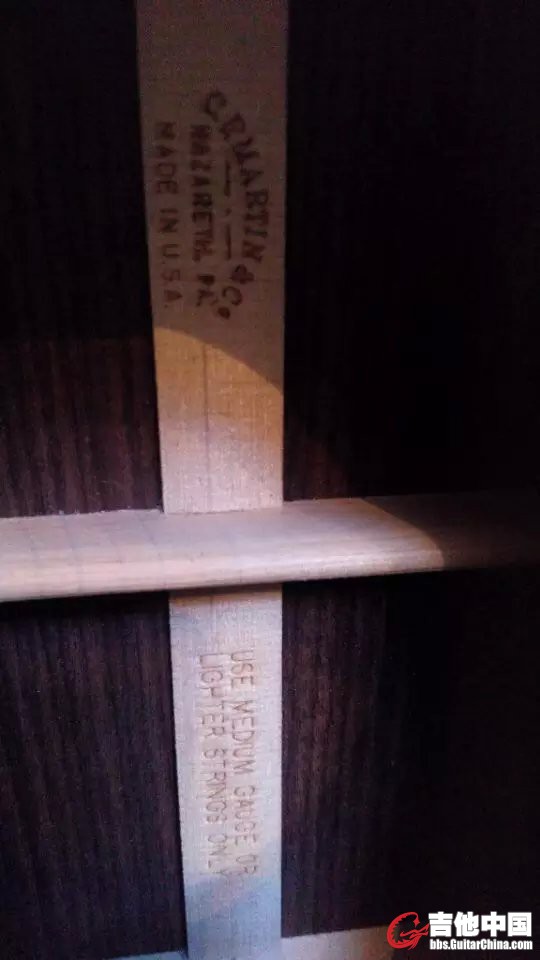 C.F. MARTIN & Co.
NAZARETH, PA.
MADE IN U.S.A.
USE MEDIUM GAUGE OR
LIGHTER STRNGS ONLY
吉他中国
bbs.GuitarChina.com